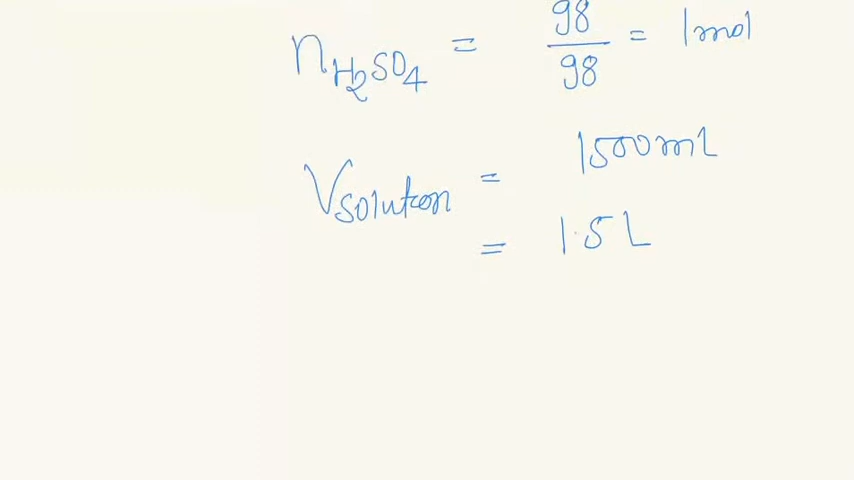 n_H₂SO₄ = 98/98 = 1mol
V_solution = 1500mL
= 1.5 L